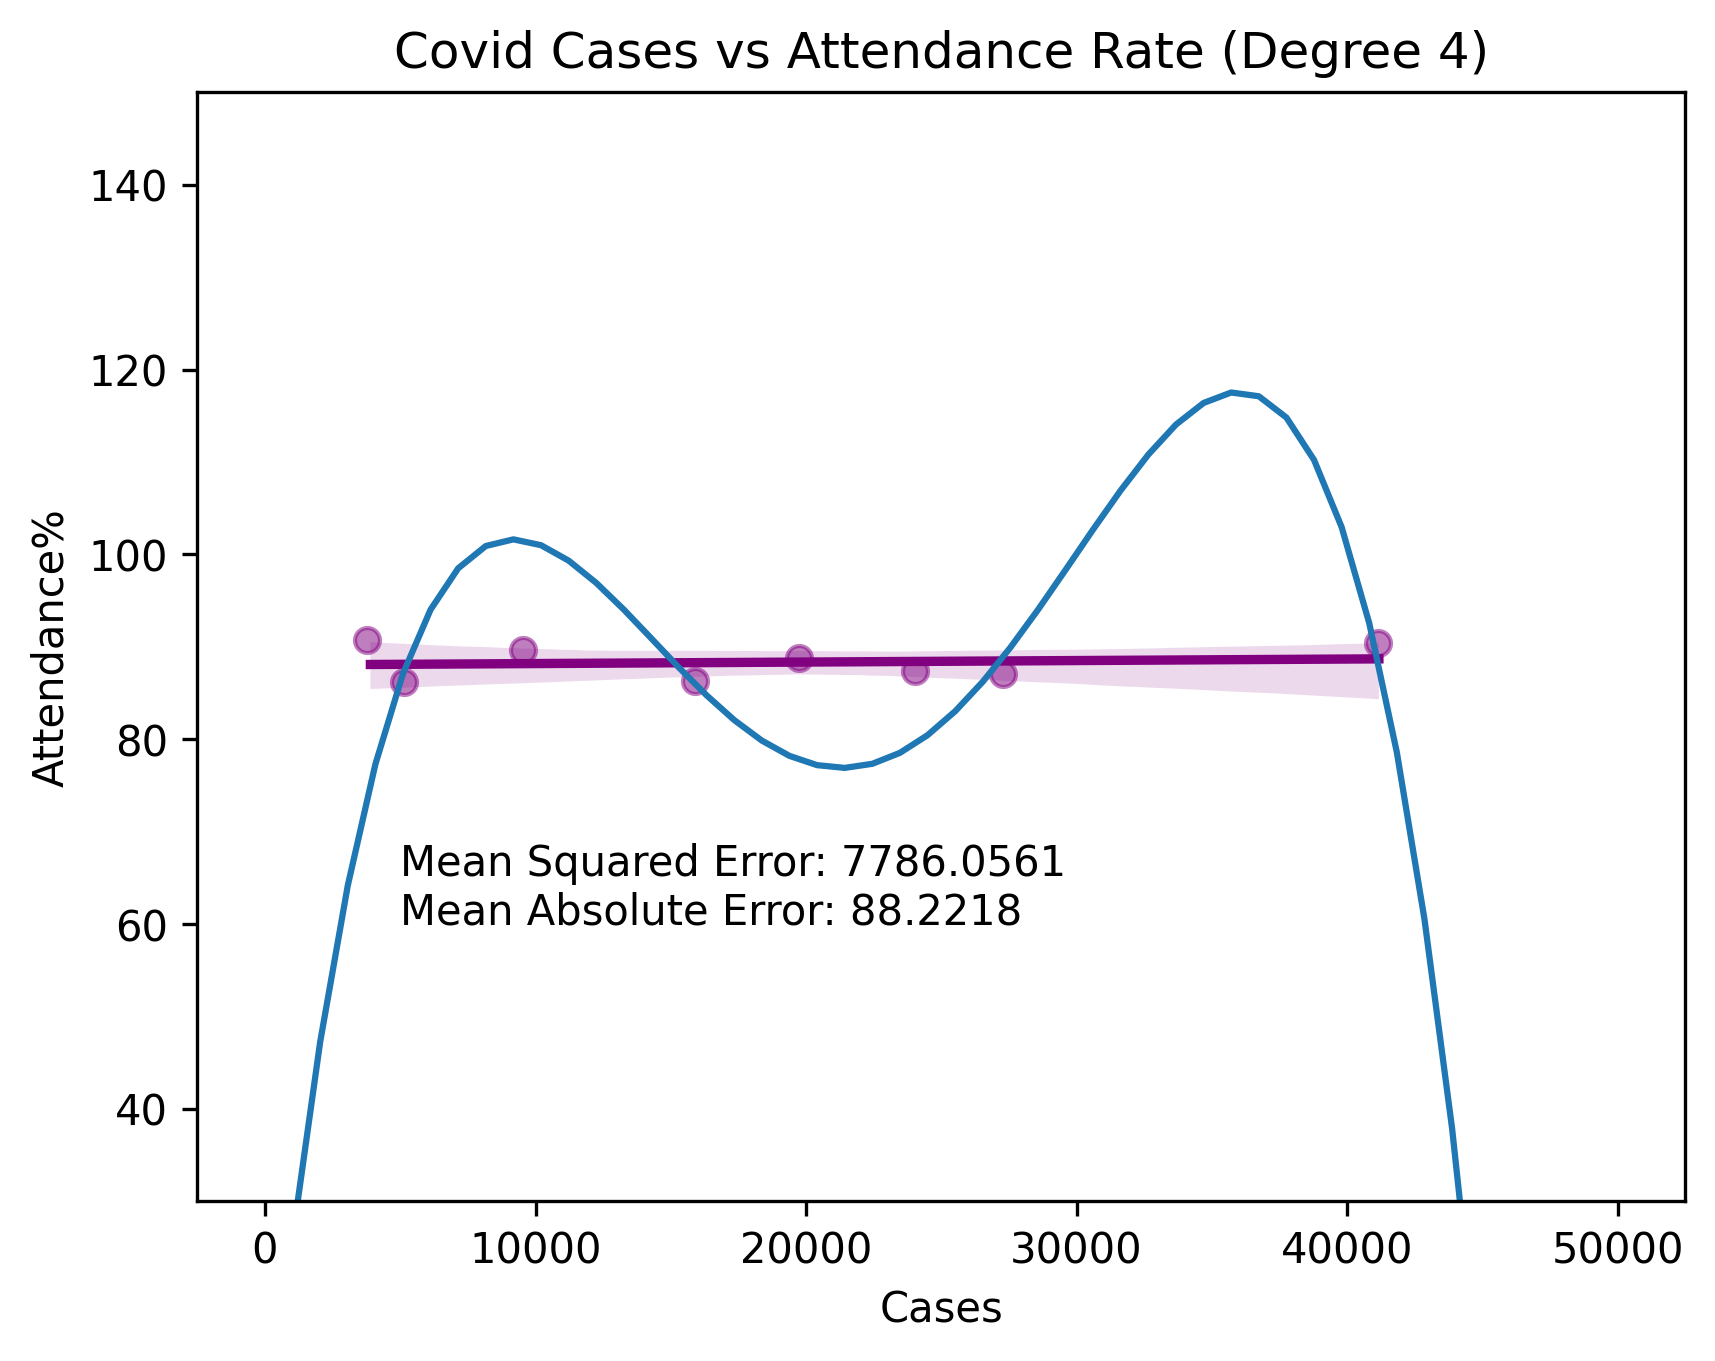 Covid Cases vs Attendance Rate (Degree 4)
140
120
100
80
60
40
Attendance%
Mean Squared Error: 7786.0561
Mean Absolute Error: 88.2218
0 10000 20000 30000 40000 50000
Cases